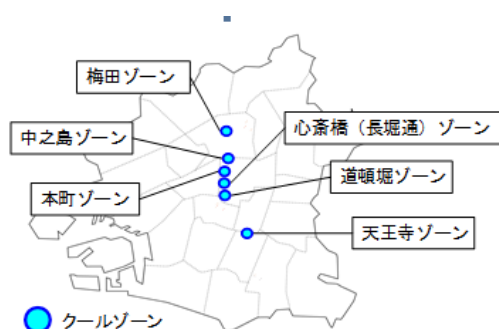 梅田ゾーン
中之島ゾーン
心斎橋（長堀通）ゾーン
本町ゾーン
道頓堀ゾーン
天王寺ゾーン
クールゾーン